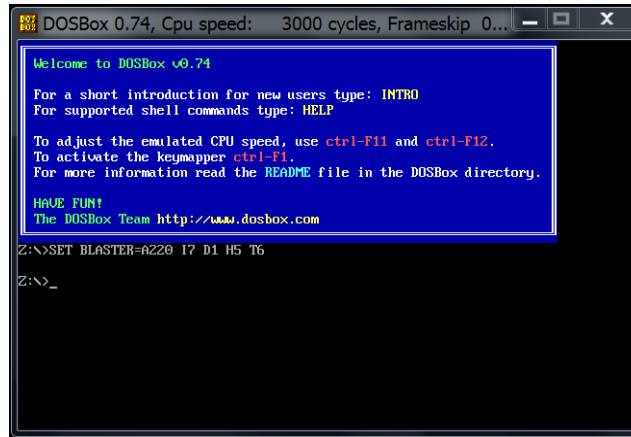 DOSBox 0.74, Cpu speed: 3000 cycles, Frameskip 0...
Welcome to DOSBox v0.74
For a short introduction for new users type: INTRO
For supported shell commands type: HELP
To adjust the emulated CPU speed, use ctrl-F11 and ctrl-F12.
To activate the keymapper ctrl-F1.
For more information read the README file in the DOSBox directory.
HAVE FUN!
The DOSBox Team http://www.dosbox.com
Z:\>SET BLASTER=A220 I7 D1 H5 T6
Z:\>_